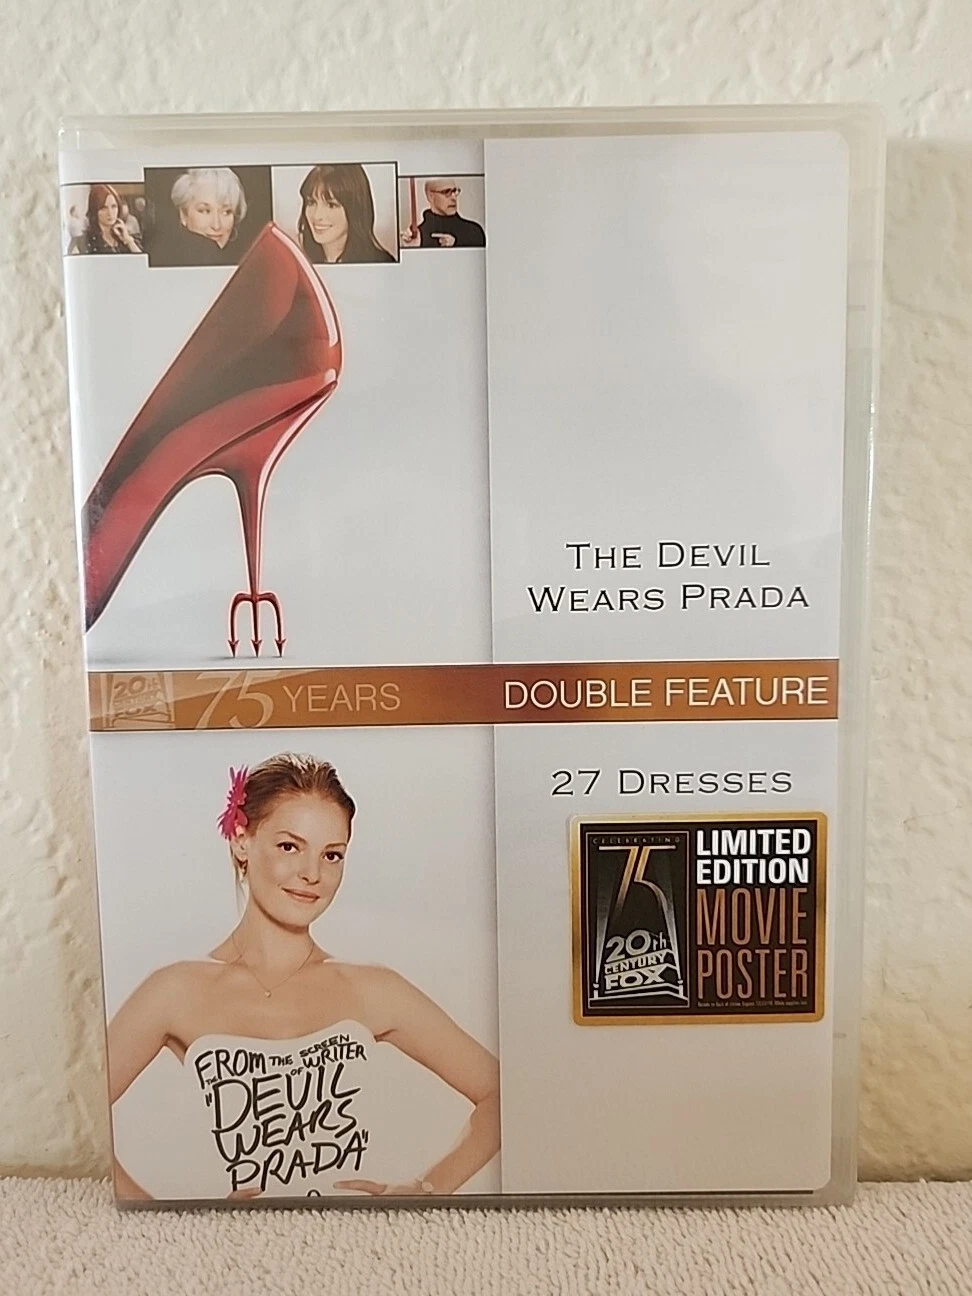 THE DEVIL
WEARS PRADA
20th
CENTURY
FOX
75 YEARS
DOUBLE FEATURE
27 DRESSES
CELEBRATING
75
20th
CENTURY
FOX
LIMITED
EDITION
MOVIE
POSTER
FROM THE SCREEN
WRITER
OF THE
"DEVIL
WEARS
PRADA"